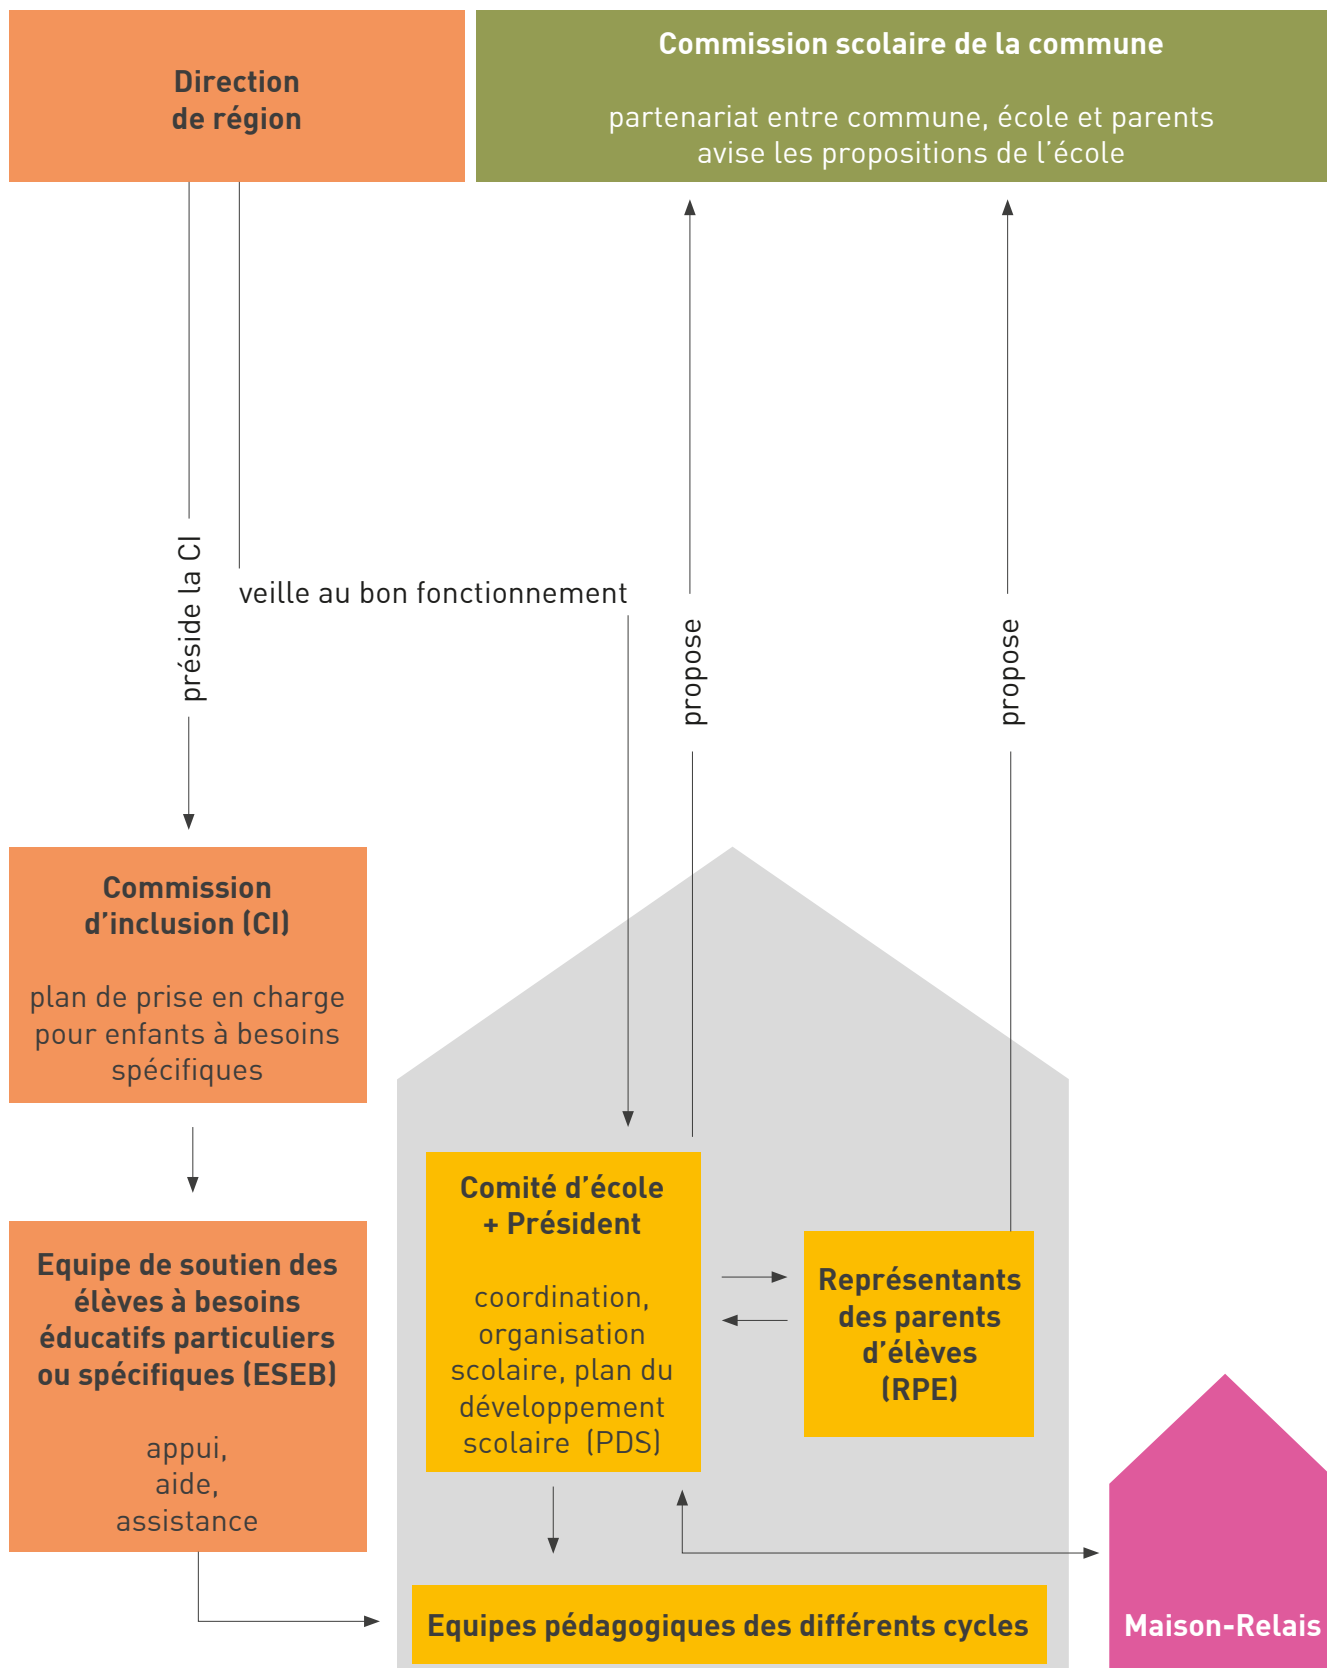 Direction
de région
Commission scolaire de la commune
partenariat entre commune, école et parents
avise les propositions de l’école
préside la CI
veille au bon fonctionnement
propose
propose
Commission
d’inclusion (CI)
plan de prise en charge
pour enfants à besoins
spécifiques
Comité d’école
+ Président
coordination,
organisation
scolaire, plan du
développement
scolaire (PDS)
Représentants
des parents
d’élèves
(RPE)
Equipe de soutien des
élèves à besoins
éducatifs particuliers
ou spécifiques (ESEB)
appui,
aide,
assistance
Equipes pédagogiques des différents cycles
Maison-Relais